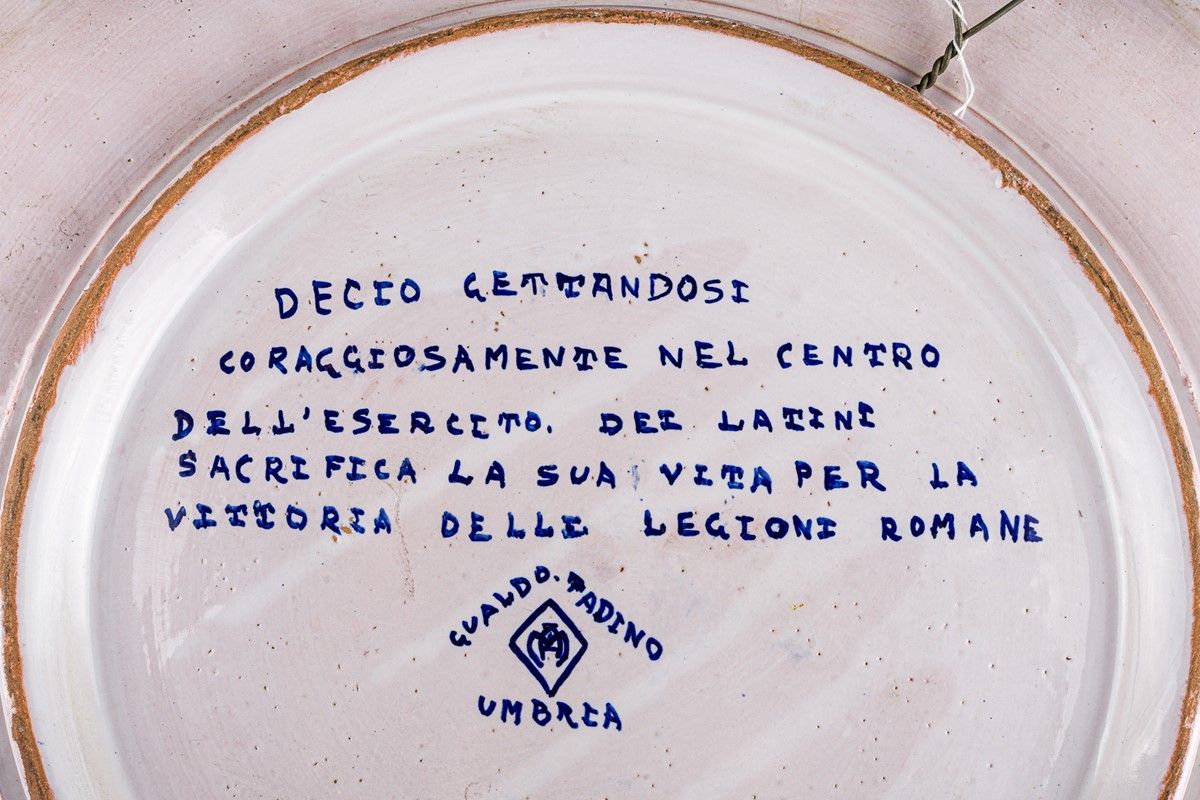 DECIO GETTANDOSI
CORAGGIOSAMENTE NEL CENTRO
DELL'ESERCITO. DEI LATINI
SACRIFICA LA SUA VITA PER LA
VITTORIA DELLE LEGIONI ROMANE
GUALDO. TADINO
UMBRIA